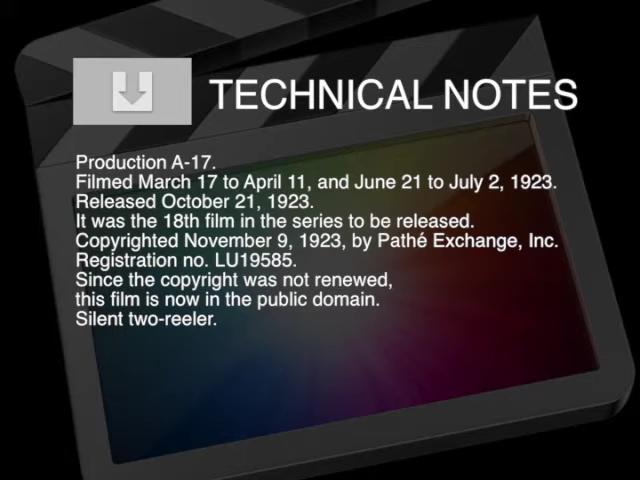 TECHNICAL NOTES
Production A-17.
Filmed March 17 to April 11, and June 21 to July 2, 1923.
Released October 21, 1923.
It was the 18th film in the series to be released.
Copyrighted November 9, 1923, by Pathé Exchange, Inc.
Registration no. LU19585.
Since the copyright was not renewed,
this film is now in the public domain.
Silent two-reeler.